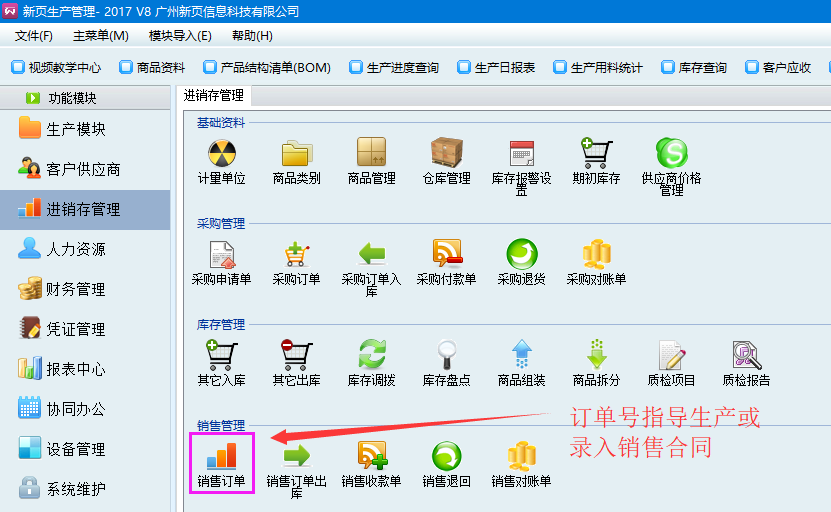 新页生产管理- 2017 V8 广州新页信息科技有限公司
文件(F) 主菜单(M) 模块导入(E) 帮助(H)
视频教学中心 商品资料 产品结构清单(BOM) 生产进度查询 生产日报表 生产用料统计 库存查询 客户应收
功能模块
生产模块
客户供应商
进销存管理
人力资源
财务管理
凭证管理
报表中心
协同办公
设备管理
系统维护
进销存管理
基础资料
计量单位 商品类别 商品管理 仓库管理 库存报警设 期初库存 供应商价格
置 管理
采购管理
采购申请单 采购订单 采购订单入 采购付款单 采购退货 采购对账单
库
库存管理
其它入库 其它出库 库存调拨 库存盘点 商品组装 商品拆分 质检项目 质检报告
销售管理
销售订单 销售订单出 销售收款单 销售退回 销售对账单
库
订单号指导生产或
录入销售合同